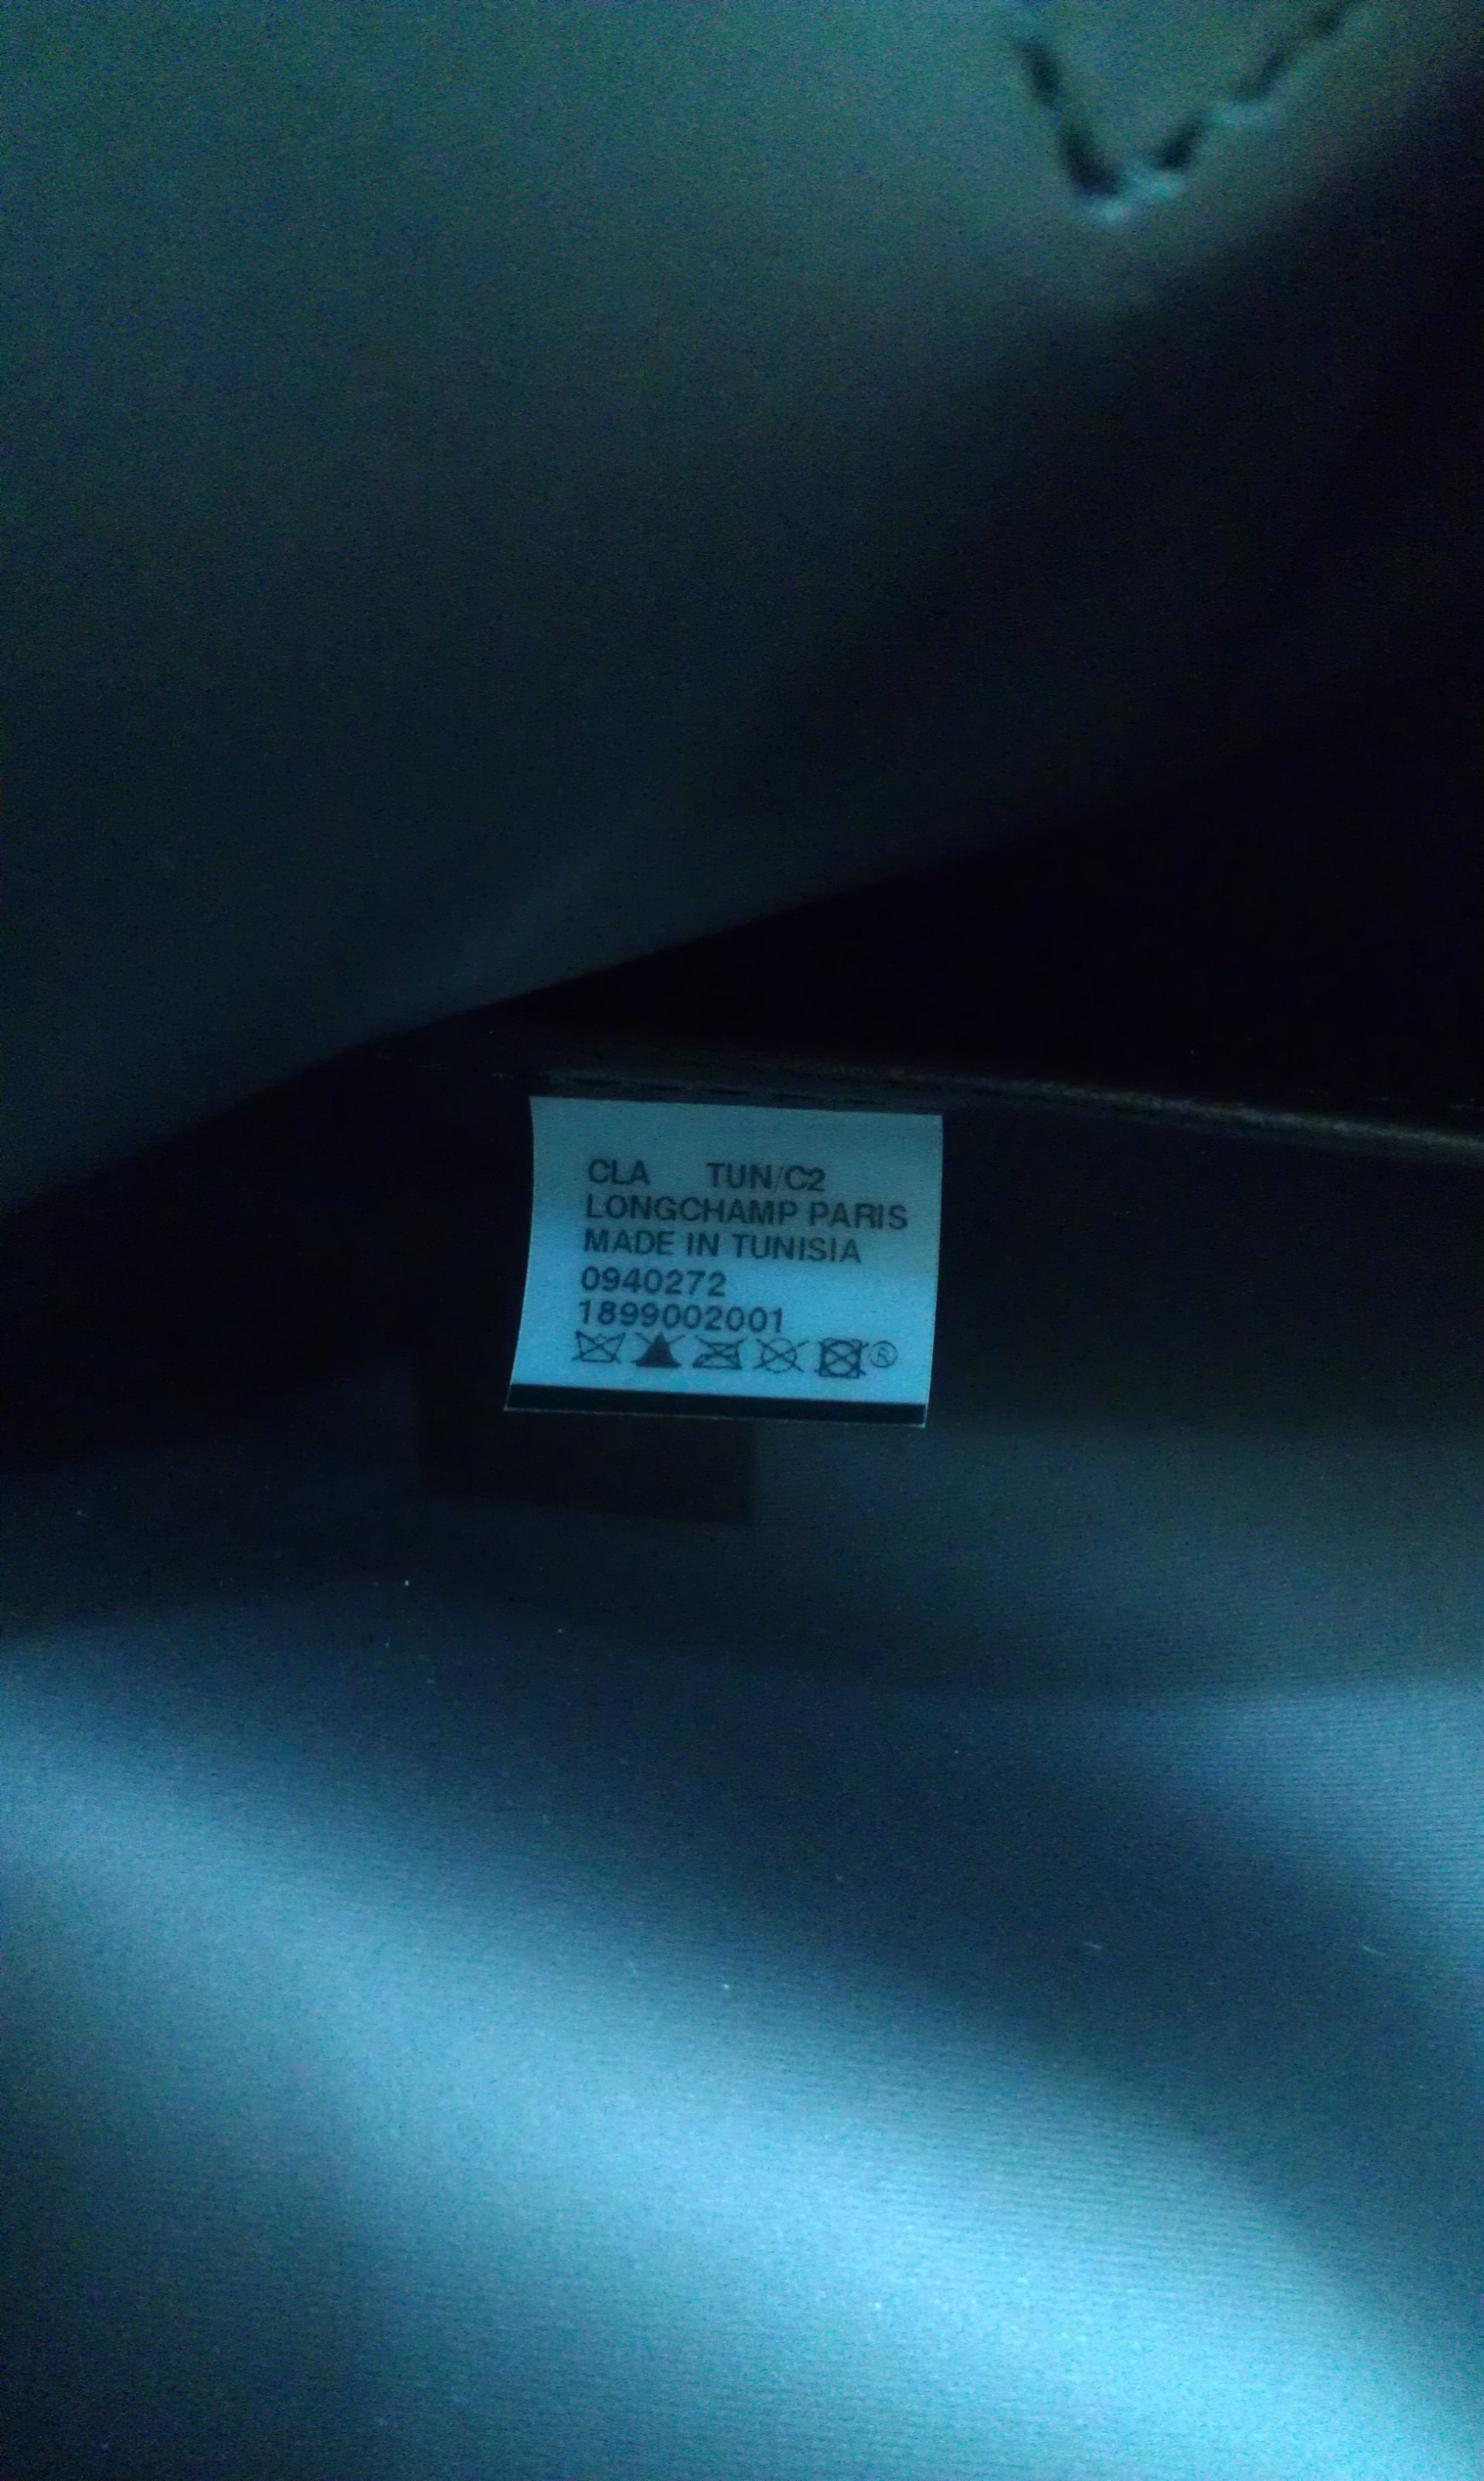 CLA TUN/C2
LONGCHAMP PARIS
MADE IN TUNISIA
0940272
1899002001
®